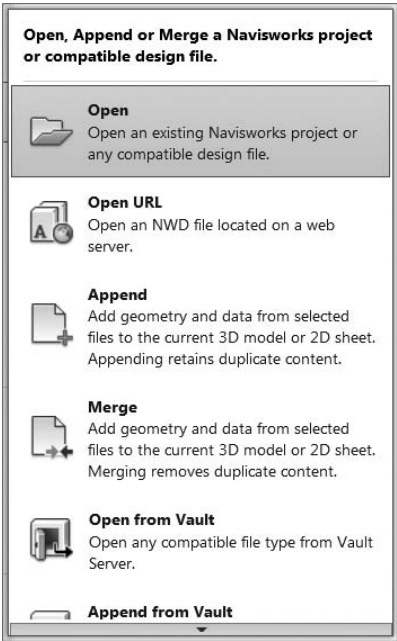 Open, Append or Merge a Navisworks project
or compatible design file.
Open
Open an existing Navisworks project or
any compatible design file.
Open URL
Open an NWD file located on a web
server.
Append
Add geometry and data from selected
files to the current 3D model or 2D sheet.
Appending retains duplicate content.
Merge
Add geometry and data from selected
files to the current 3D model or 2D sheet.
Merging removes duplicate content.
Open from Vault
Open any compatible file type from Vault
Server.
Append from Vault